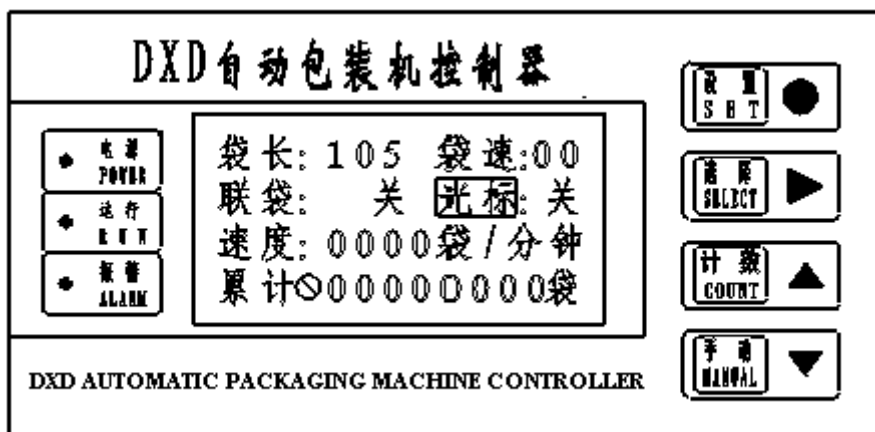 DXD自动包装机控制器
电源
POWER
运行
RUN
报警
ALARM
袋长: 105 袋速:00
联袋: 关 光标: 关
速度: 0000袋/分钟
累计⃠00000000袋
设置
SET
选择
SELECT
计数
COUNT
手动
MANUAL
DXD AUTOMATIC PACKAGING MACHINE CONTROLLER